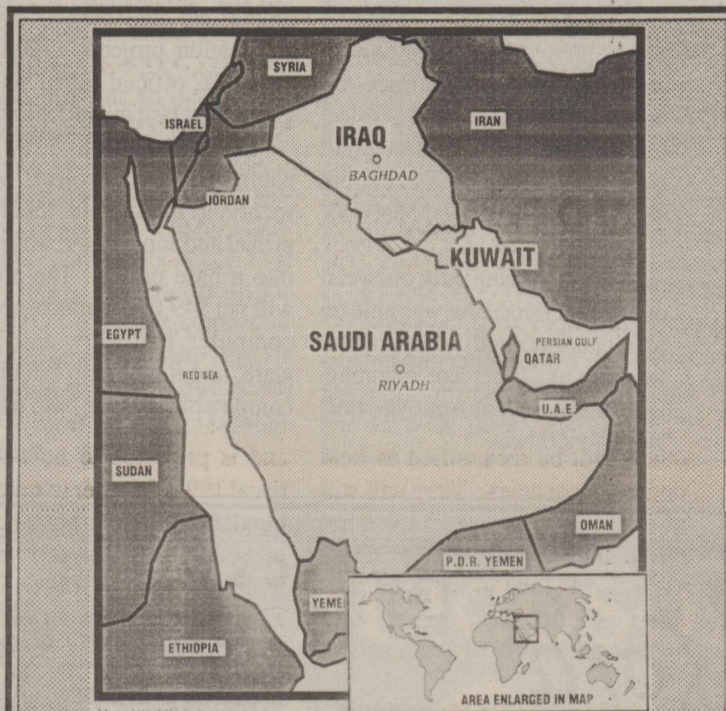 SYRIA
ISRAEL
IRAQ
IRAN
BAGHDAD
JORDAN
KUWAIT
EGYPT
SAUDI ARABIA
PERSIAN GULF
QATAR
RED SEA
RIYADH
U.A.E.
SUDAN
OMAN
P.D.R. YEMEN
ETHIOPIA
AREA ENLARGED IN MAP